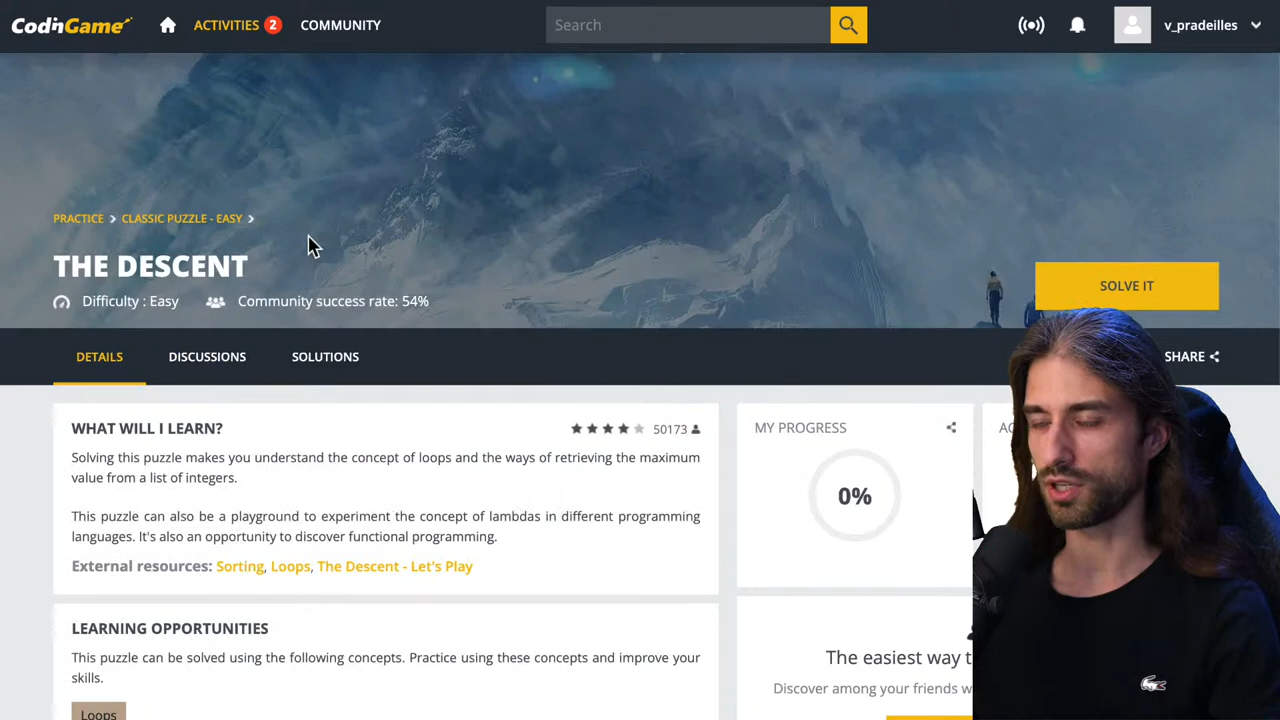 CodinGame
ACTIVITIES 2
COMMUNITY
Search
v_pradeilles
PRACTICE > CLASSIC PUZZLE - EASY >
THE DESCENT
Difficulty : Easy
Community success rate: 54%
SOLVE IT
DETAILS
DISCUSSIONS
SOLUTIONS
SHARE
WHAT WILL I LEARN?
50173
Solving this puzzle makes you understand the concept of loops and the ways of retrieving the maximum
value from a list of integers.
This puzzle can also be a playground to experiment the concept of lambdas in different programming
languages. It's also an opportunity to discover functional programming.
External resources: Sorting, Loops, The Descent - Let's Play
MY PROGRESS
0%
LEARNING OPPORTUNITIES
This puzzle can be solved using the following concepts. Practice using these concepts and improve your
skills.
Loops
The easiest way t
Discover among your friends w